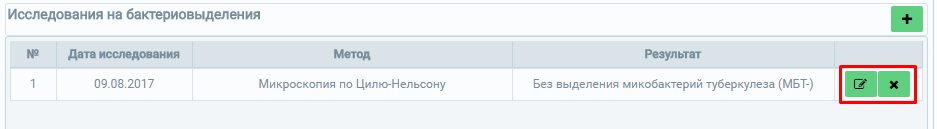 Исследования на бактериовыделения
№ Дата исследования Метод Результат
1 09.08.2017 Микроскопия по Цилю-Нельсону Без выделения микобактерий туберкулеза (МБТ-)